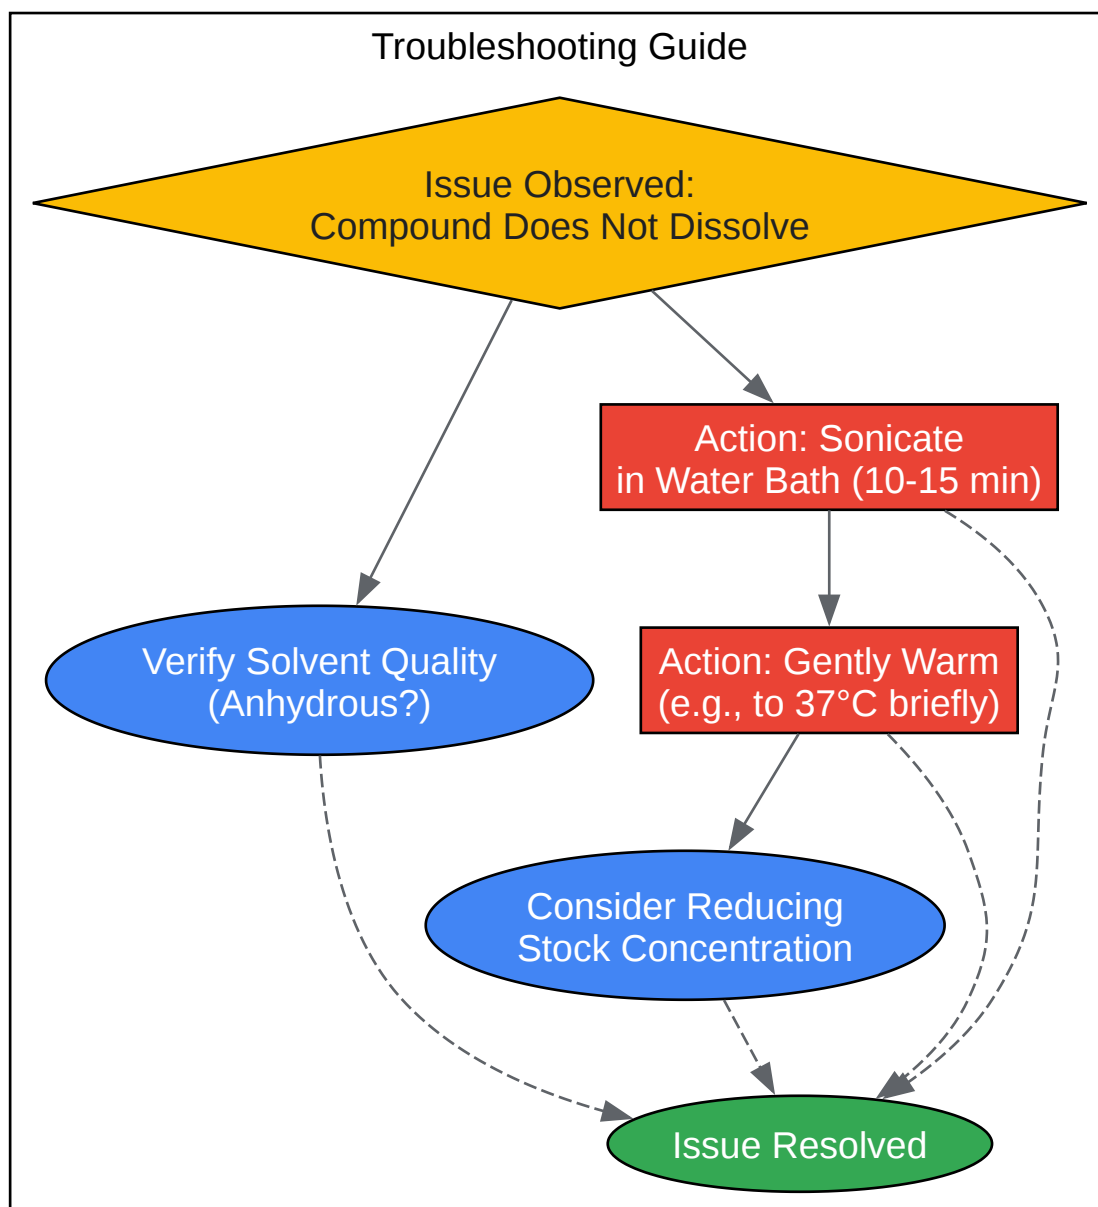 Troubleshooting Guide
Issue Observed:
Compound Does Not Dissolve
Action: Sonicate
in Water Bath (10-15 min)
Verify Solvent Quality
(Anhydrous?)
Action: Gently Warm
(e.g., to 37°C briefly)
Consider Reducing
Stock Concentration
Issue Resolved